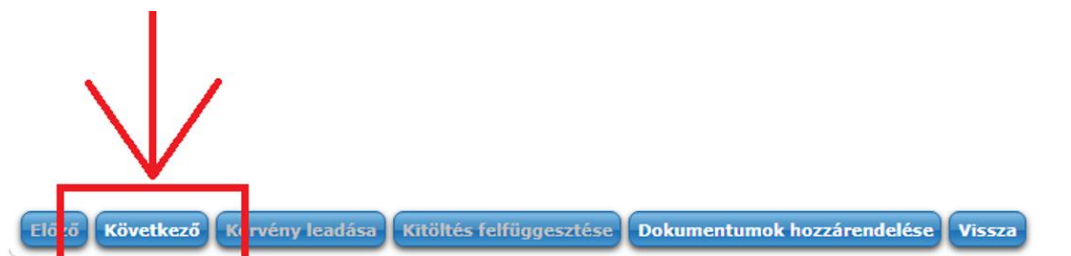 Előző Következő Kérvény leadása Kitöltés felfüggesztése Dokumentumok hozzárendelése Vissza